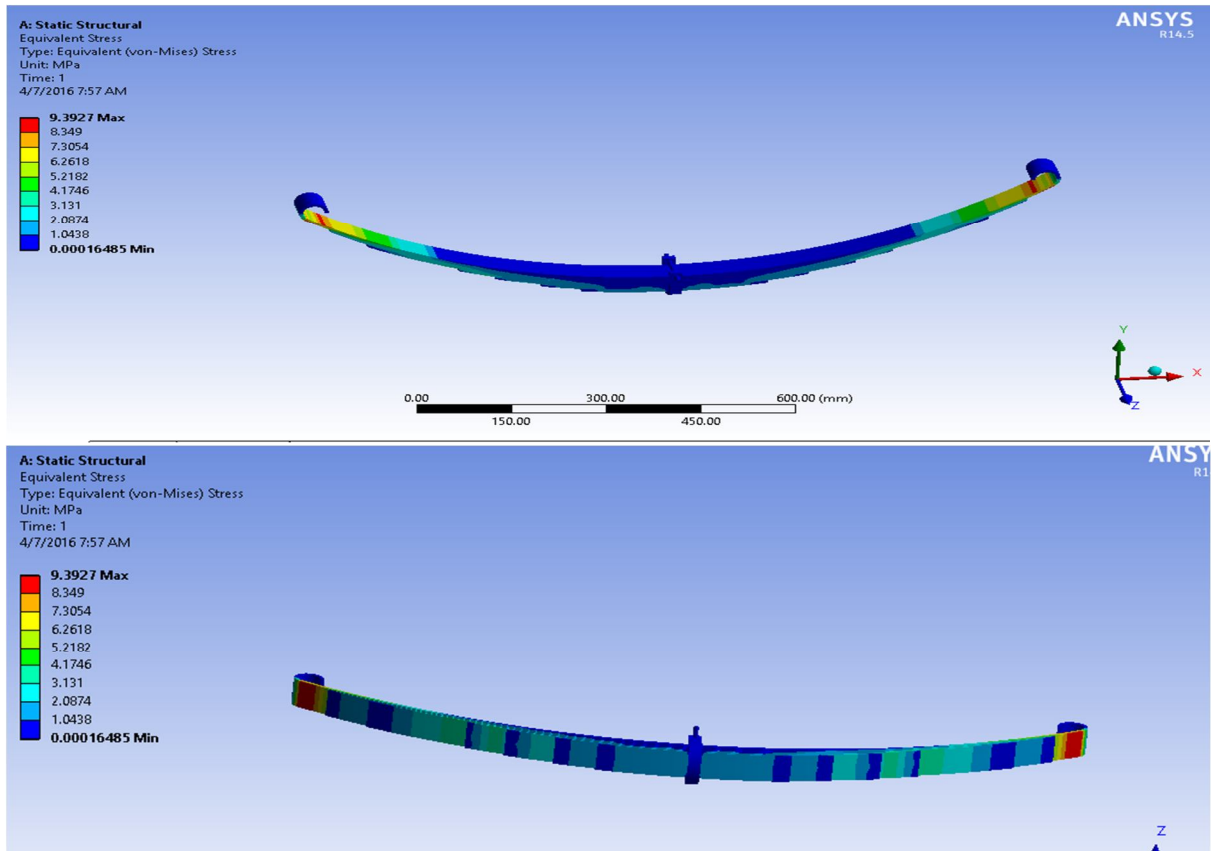 A: Static Structural
Equivalent Stress
Type: Equivalent (von-Mises) Stress
Unit: MPa
Time: 1
4/7/2016 7:57 AM
ANSYS
R14.5
9.3927 Max
8.349
7.3054
6.2618
5.2182
4.1746
3.131
2.0874
1.0438
0.00016485 Min
Y
X
Z
0.00 300.00 600.00 (mm)
150.00 450.00
A: Static Structural
Equivalent Stress
Type: Equivalent (von-Mises) Stress
Unit: MPa
Time: 1
4/7/2016 7:57 AM
ANSY
R1
9.3927 Max
8.349
7.3054
6.2618
5.2182
4.1746
3.131
2.0874
1.0438
0.00016485 Min
Z